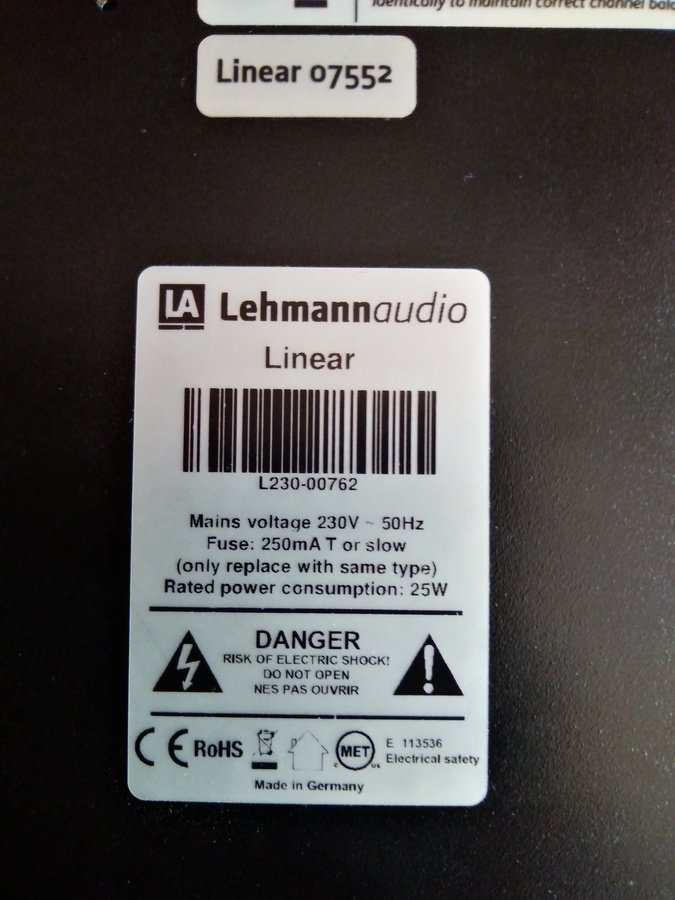 identically to maintain correct channel
Linear 07552
LA Lehmannaudio
Linear
L230-00762
Mains voltage 230V ~ 50Hz
Fuse: 250mA T or slow
(only replace with same type)
Rated power consumption: 25W
DANGER
RISK OF ELECTRIC SHOCK!
DO NOT OPEN
NES PAS OUVRIR
CE RoHS MET E 113536
Electrical safety
Made in Germany